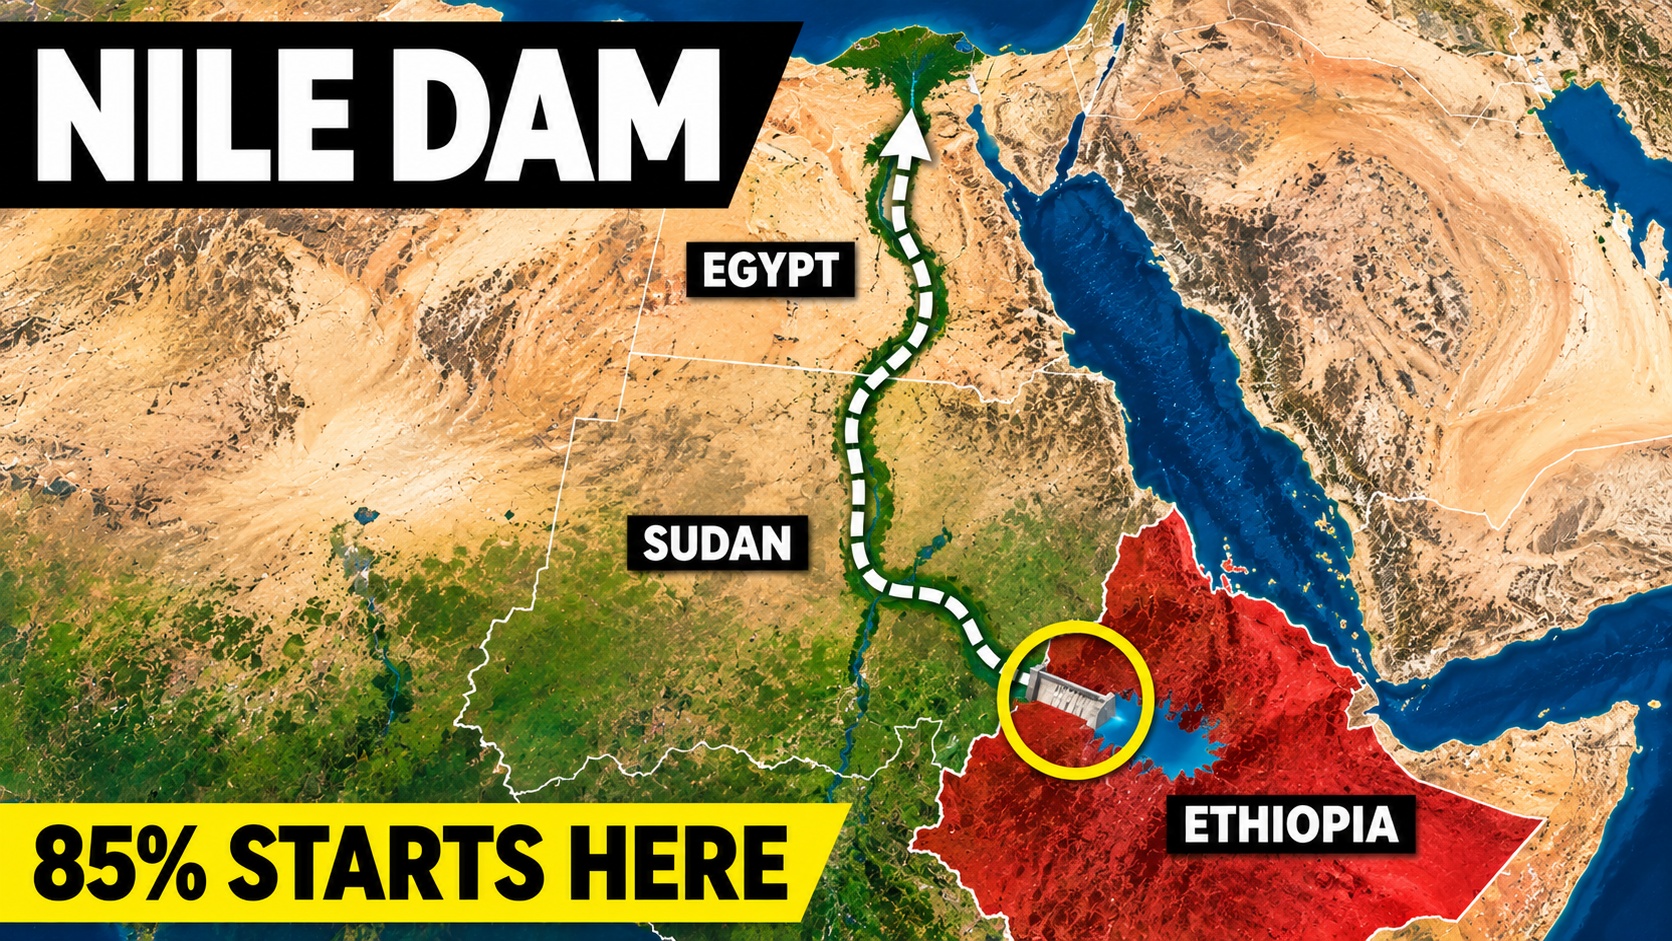 NILE DAM
EGYPT
SUDAN
ETHIOPIA
85% STARTS HERE